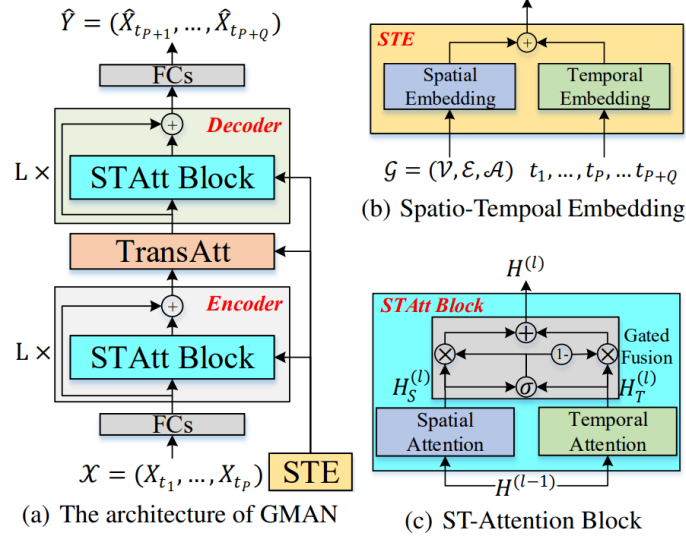 Ŷ = (X̂_{t_{P+1}}, ..., X̂_{t_{P+Q}})
FCs
Decoder
+
L ×
STAtt Block
TransAtt
Encoder
+
L ×
STAtt Block
FCs
𝒳 = (X_{t_1}, ..., X_{t_P})
STE
(a) The architecture of GMAN
STE
+
Spatial Embedding
Temporal Embedding
𝒢 = (𝒱, ℰ, 𝒜)
t_1, ..., t_P, ... t_{P+Q}
(b) Spatio-Tempoal Embedding
H^{(l)}
STAtt Block
+
Gated
Fusion
×
1-
×
H_S^{(l)}
σ
H_T^{(l)}
Spatial
Attention
Temporal
Attention
H^{(l-1)}
(c) ST-Attention Block